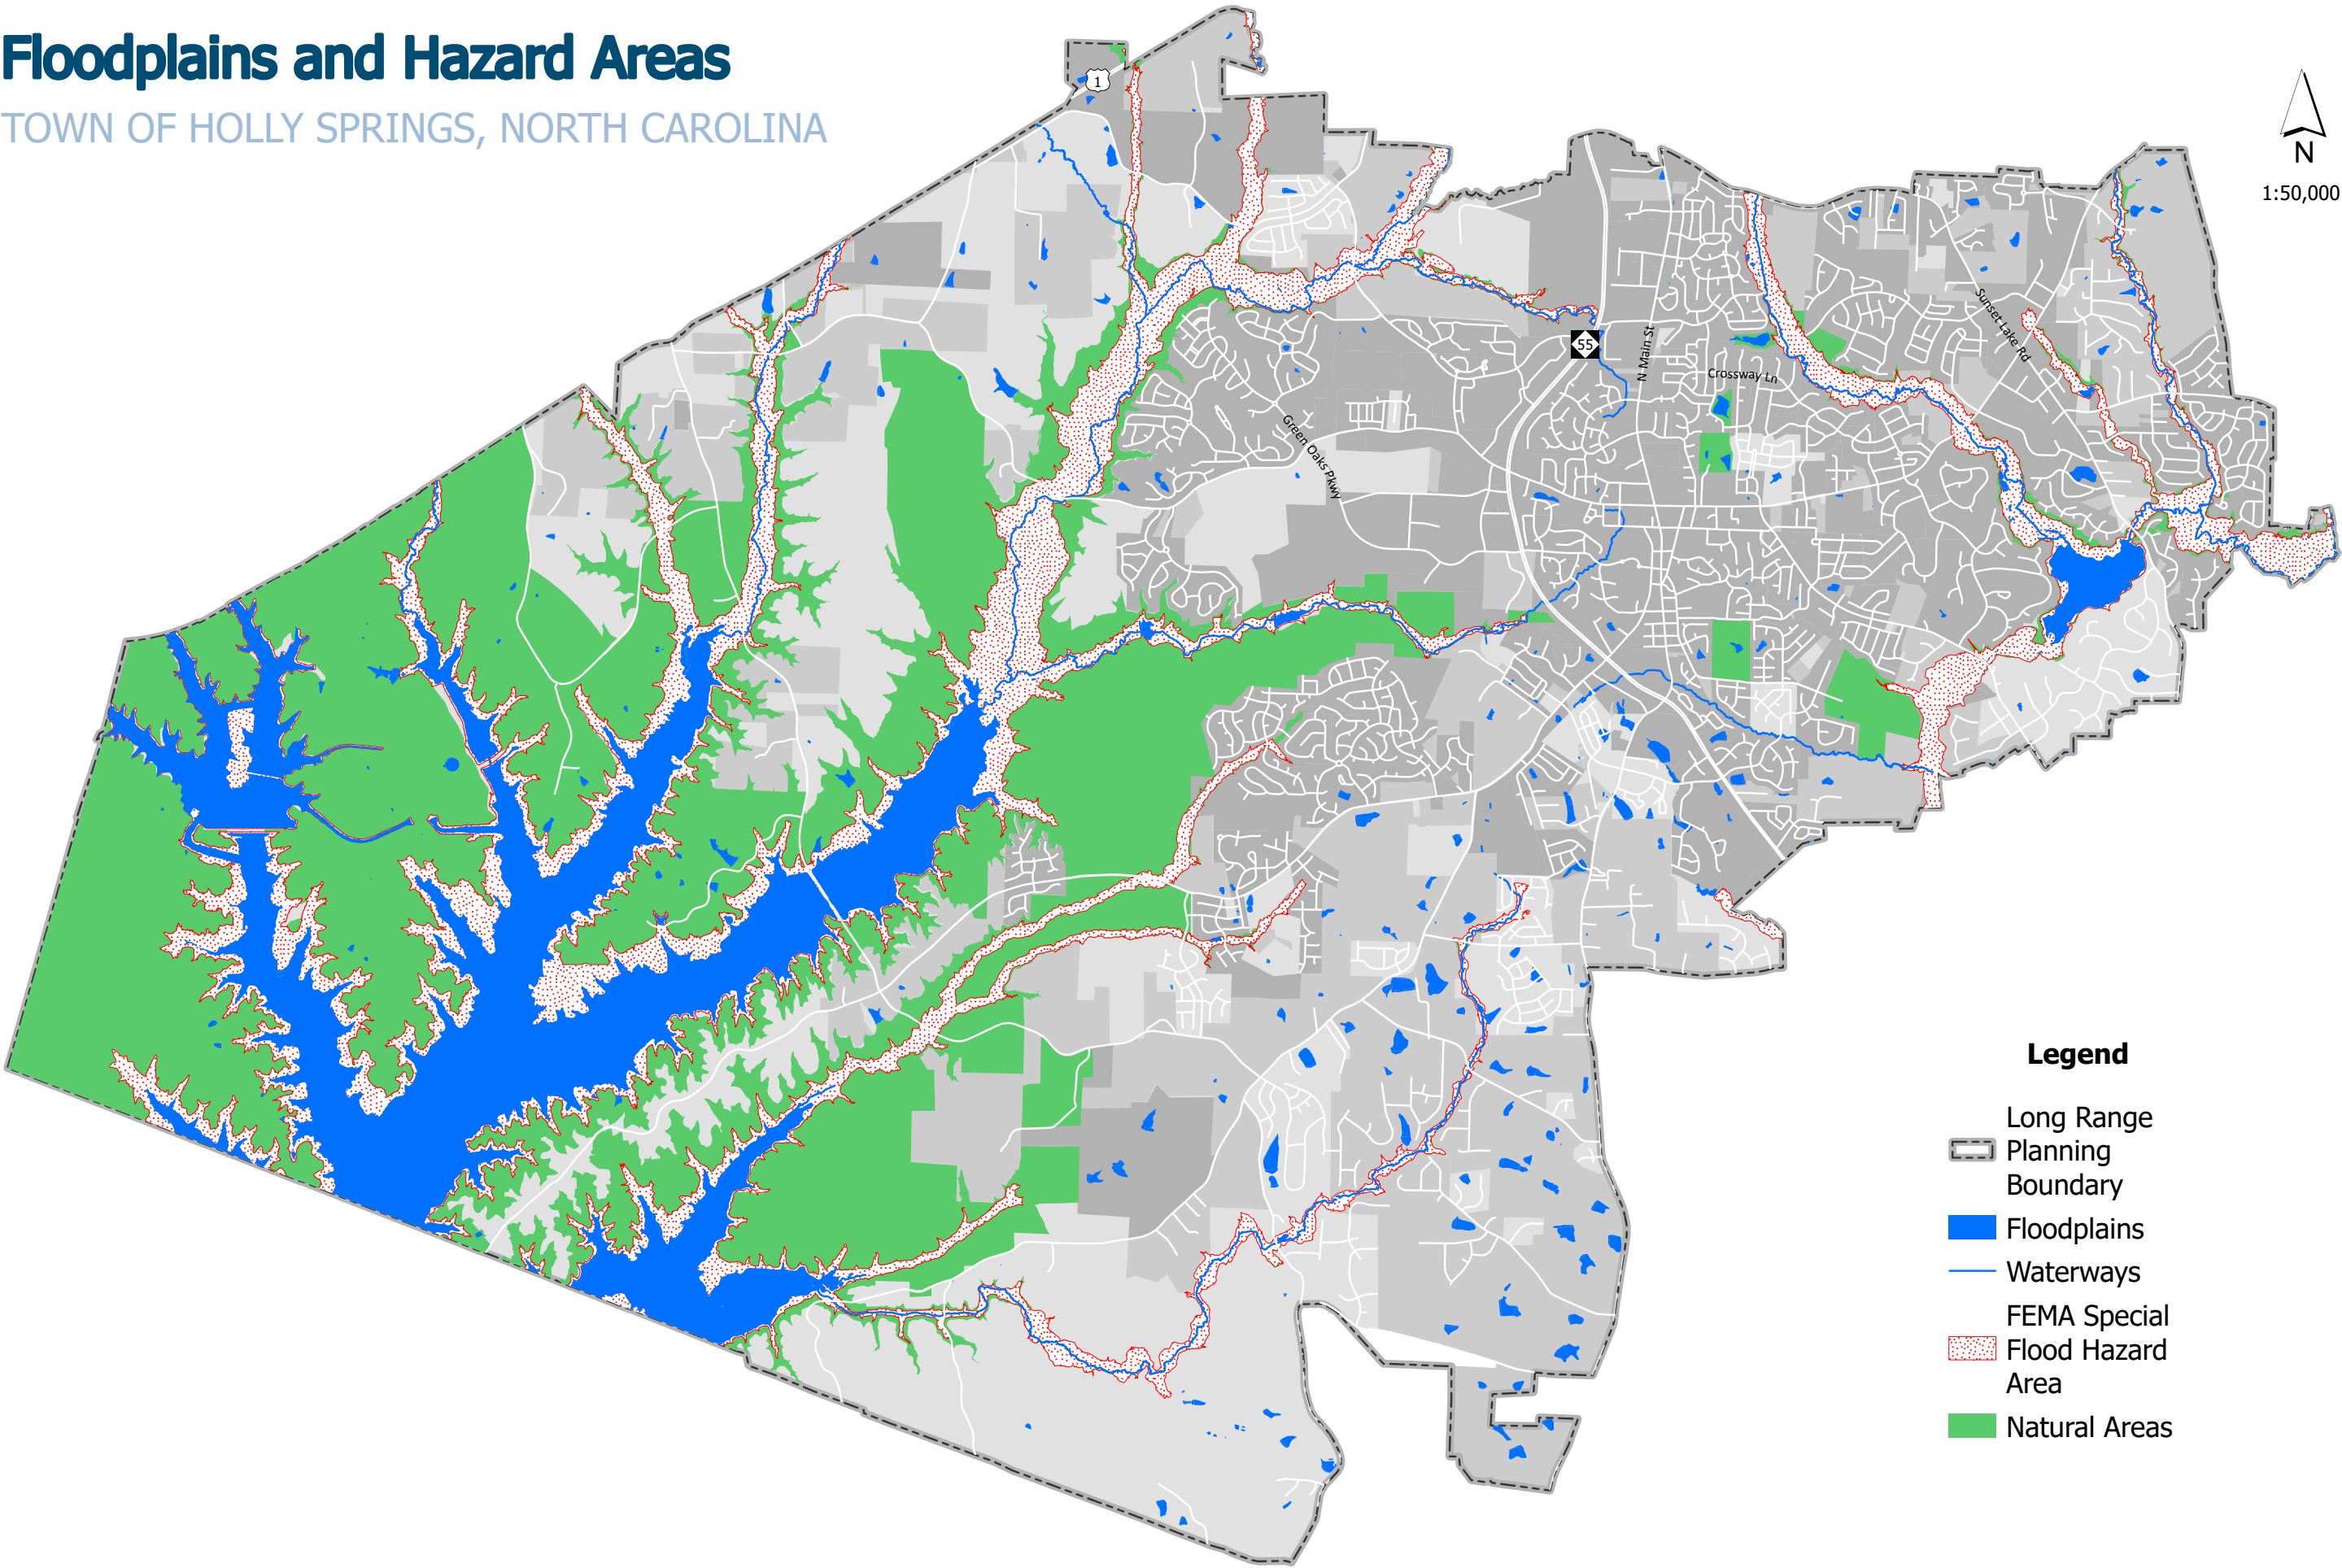 Floodplains and Hazard Areas
TOWN OF HOLLY SPRINGS, NORTH CAROLINA
1
N
1:50,000
55
N Main St
Crossway Ln
Sunset Lake Rd
Green Oaks Pkwy
Legend
Long Range
Planning
Boundary
Floodplains
Waterways
FEMA Special
Flood Hazard
Area
Natural Areas